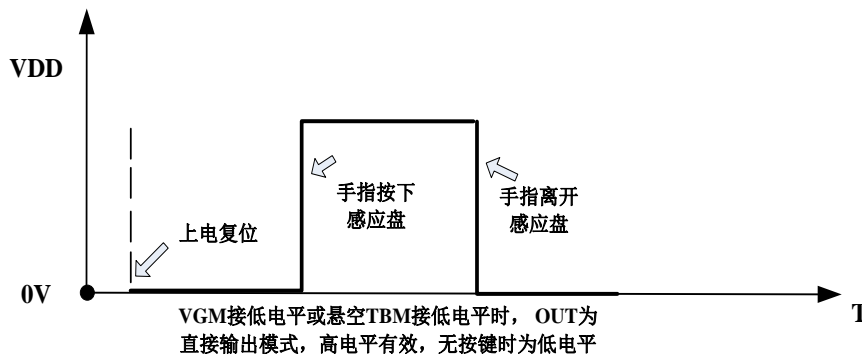 VDD
手指按下
感应盘
手指离开
感应盘
上电复位
0V
T
VGM接低电平或悬空TBM接低电平时， OUT为
直接输出模式，高电平有效，无按键时为低电平